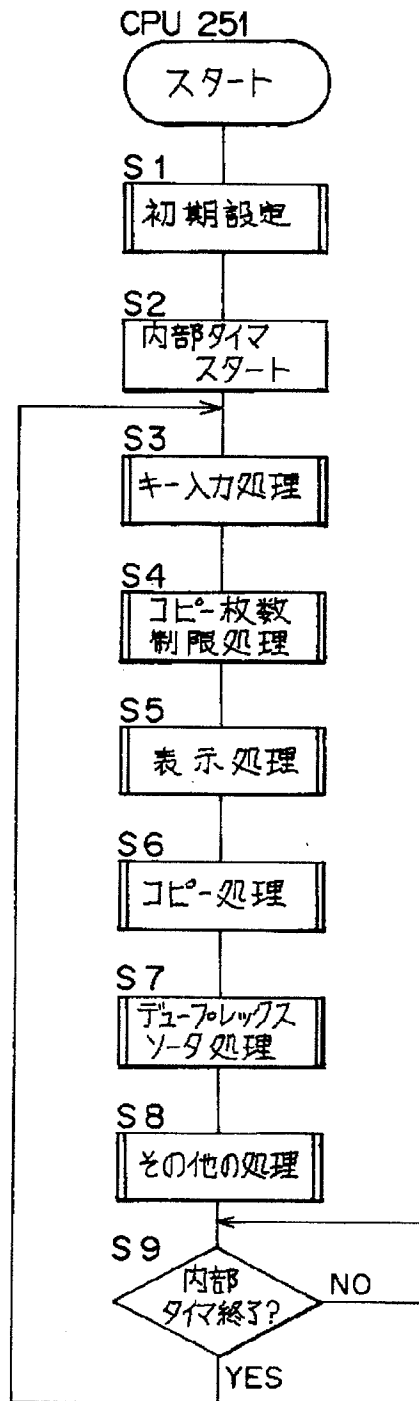 CPU 251
スタート
S1
初期設定
S2
内部タイマ
スタート
S3
キー入力処理
S4
コピー枚数
制限処理
S5
表示処理
S6
コピー処理
S7
デュープレックス
ソータ処理
S8
その他の処理
S9
内部
タイマ終了?
NO
YES